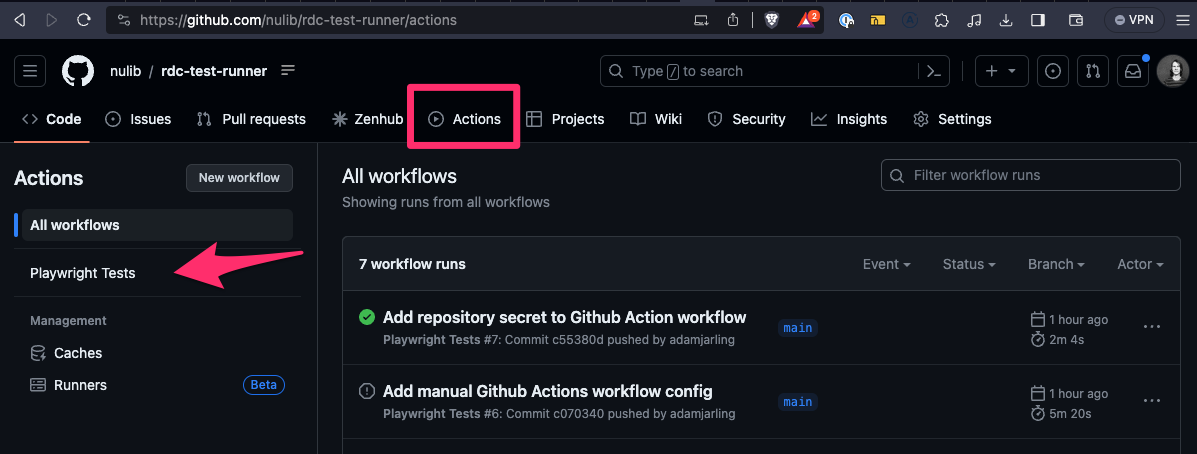 https://github.com/nulib/rdc-test-runner/actions
2
VPN
nulib / rdc-test-runner
Type / to search
Code
Issues
Pull requests
Zenhub
Actions
Projects
Wiki
Security
Insights
Settings
Actions
New workflow
All workflows
Playwright Tests
Management
Caches
Runners
Beta
All workflows
Showing runs from all workflows
Filter workflow runs
7 workflow runs
Event
Status
Branch
Actor
Add repository secret to Github Action workflow
Playwright Tests #7: Commit c55380d pushed by adamjarling
main
1 hour ago
2m 4s
Add manual Github Actions workflow config
Playwright Tests #6: Commit c070340 pushed by adamjarling
main
1 hour ago
5m 20s